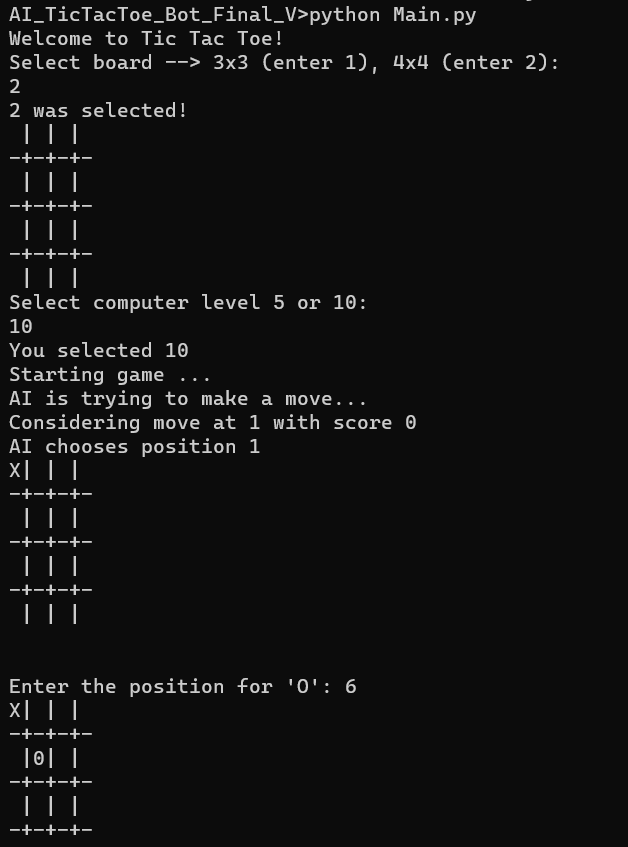 AI_TicTacToe_Bot_Final_V>python Main.py
Welcome to Tic Tac Toe!
Select board --> 3x3 (enter 1), 4x4 (enter 2):
2
2 was selected!
 | | | 
-+-+-+-
 | | | 
-+-+-+-
 | | | 
-+-+-+-
 | | | 
Select computer level 5 or 10:
10
You selected 10
Starting game ...
AI is trying to make a move...
Considering move at 1 with score 0
AI chooses position 1
X| | | 
-+-+-+-
 | | | 
-+-+-+-
 | | | 
-+-+-+-
 | | | 
Enter the position for 'O': 6
X| | | 
-+-+-+-
 |O| | 
-+-+-+-
 | | | 
-+-+-+-